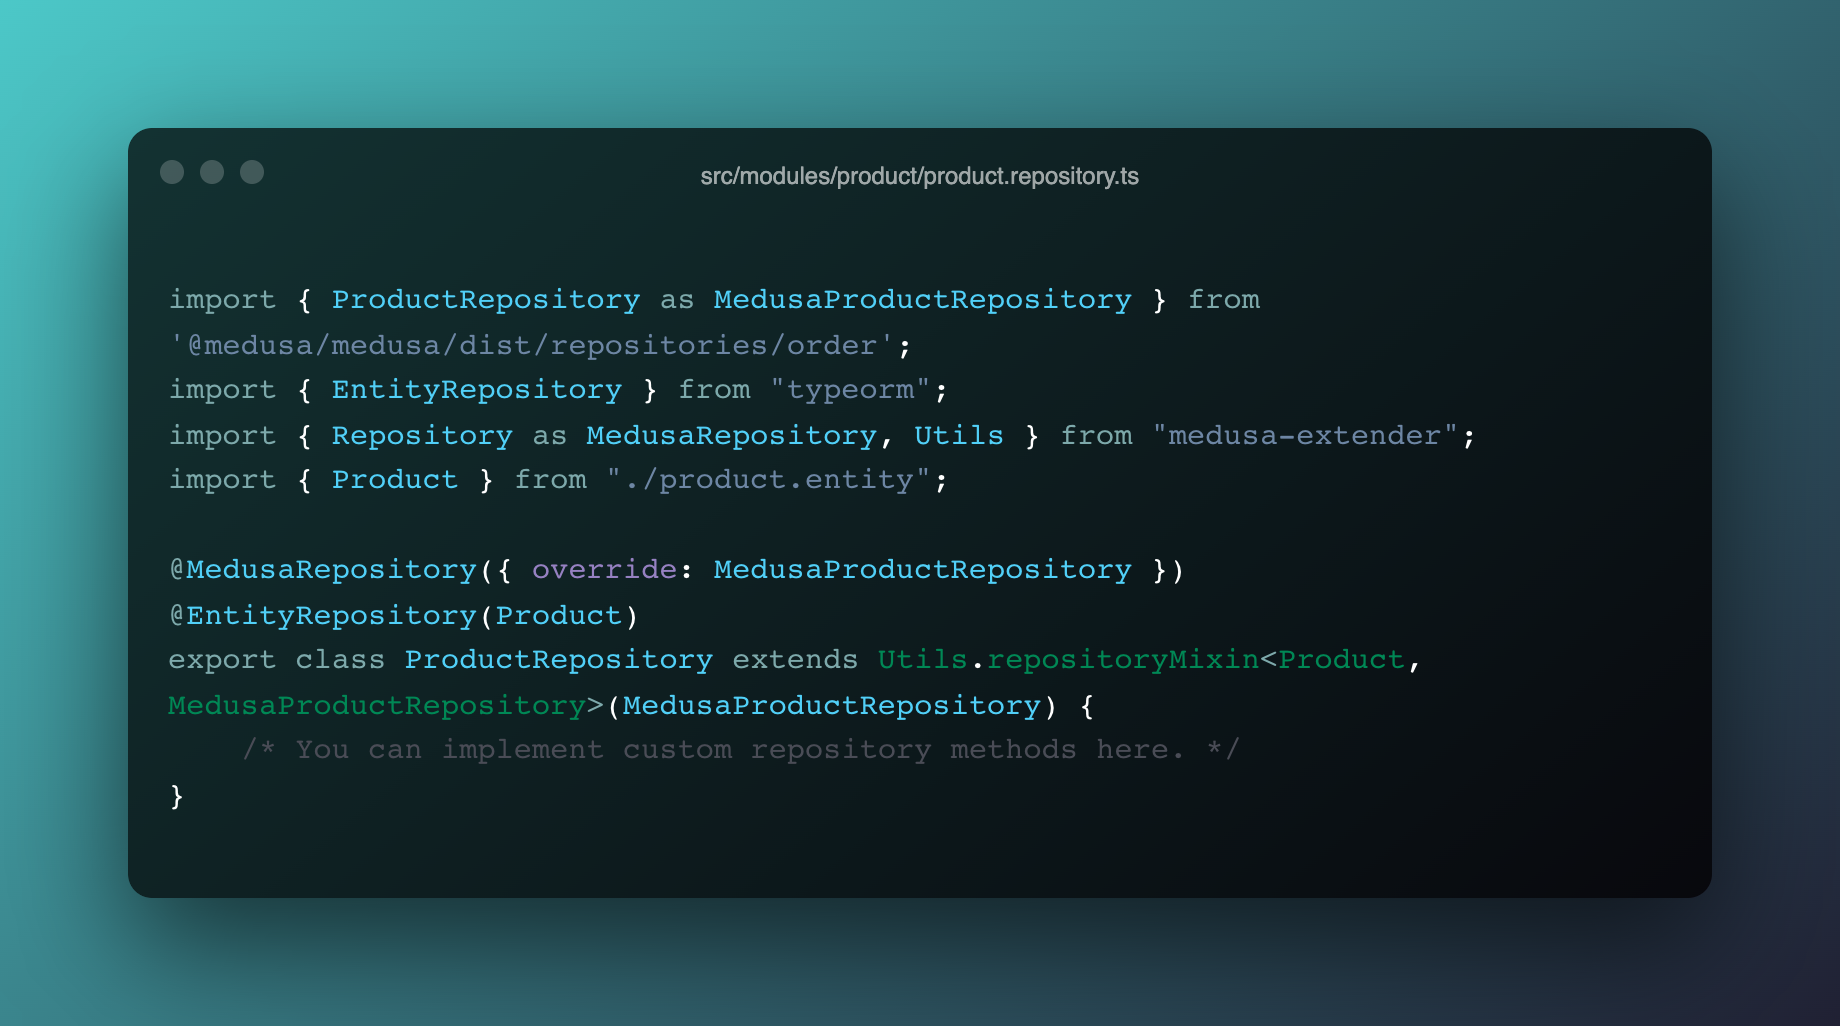 src/modules/product/product.repository.ts
import { ProductRepository as MedusaProductRepository } from
'@medusa/medusa/dist/repositories/order';
import { EntityRepository } from "typeorm";
import { Repository as MedusaRepository, Utils } from "medusa-extender";
import { Product } from "./product.entity";
@MedusaRepository({ override: MedusaProductRepository })
@EntityRepository(Product)
export class ProductRepository extends Utils.repositoryMixin<Product,
MedusaProductRepository>(MedusaProductRepository) {
    /* You can implement custom repository methods here. */
}